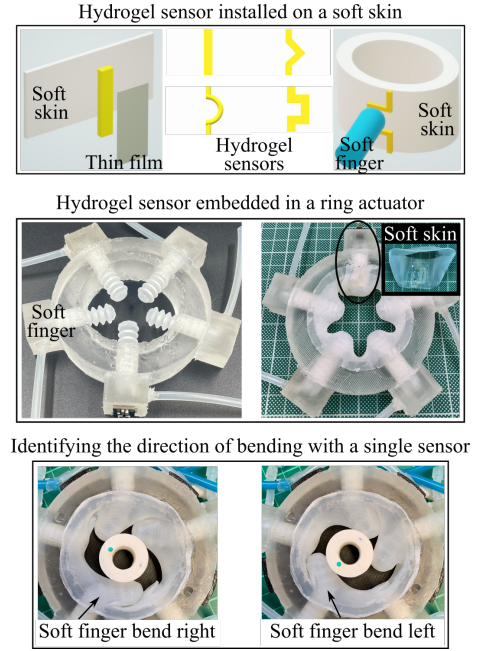 Hydrogel sensor installed on a soft skin
Soft
skin
Thin film
Hydrogel
sensors
Soft
finger
Soft
skin
Hydrogel sensor embedded in a ring actuator
Soft
finger
Soft skin
Identifying the direction of bending with a single sensor
Soft finger bend right
Soft finger bend left